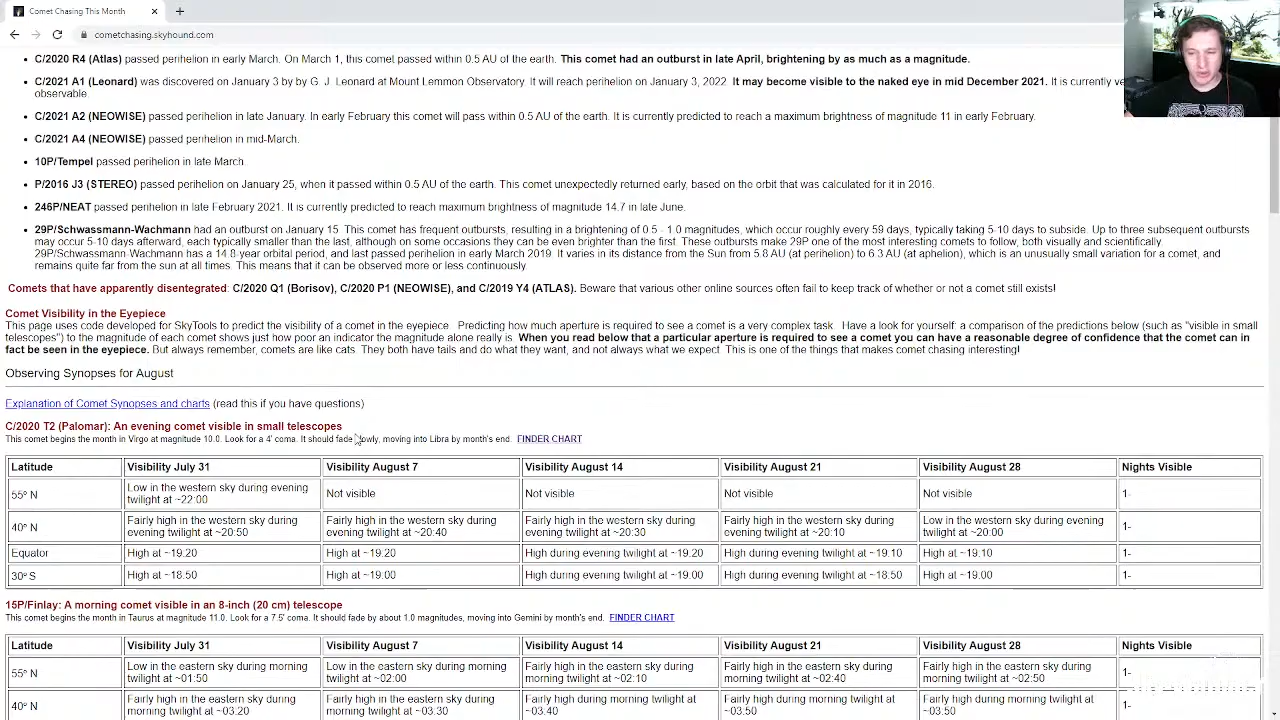 Comet Chasing This Month
cometchasing.skyhound.com
C/2020 R4 (Atlas) passed perihelion in early March. On March 1, this comet passed within 0.5 AU of the earth. This comet had an outburst in late April, brightening by as much as a magnitude.
C/2021 A1 (Leonard) was discovered on January 3 by by G. J. Leonard at Mount Lemmon Observatory. It will reach perihelion on January 3, 2022. It may become visible to the naked eye in mid December 2021. It is currently
observable.
C/2021 A2 (NEOWISE) passed perihelion in late January. In early February this comet will pass within 0.5 AU of the earth. It is currently predicted to reach a maximum brightness of magnitude 11 in early February.
C/2021 A4 (NEOWISE) passed perihelion in mid-March.
10P/Tempel passed perihelion in late March.
P/2016 J3 (STEREO) passed perihelion on January 25, when it passed within 0.5 AU of the earth. This comet unexpectedly returned early, based on the orbit that was calculated for it in 2016.
246P/NEAT passed perihelion in late February 2021. It is currently predicted to reach maximum brightness of magnitude 14.7 in late June.
29P/Schwassmann-Wachmann had an outburst on January 15. This comet has frequent outbursts, resulting in a brightening of 0.5 - 1.0 magnitudes, which occur roughly every 59 days, typically taking 5-10 days to subside. Up to three subsequent outbursts
may occur 5-10 days afterward, each typically smaller than the last, although on some occasions they can be even brighter than the first. These outbursts make 29P one of the most interesting comets to follow, both visually and scientifically.
29P/Schwassmann-Wachmann has a 14.8-year orbital period, and last passed perihelion in early March 2019. It varies in its distance from the Sun from 5.8 AU (at perihelion) to 6.3 AU (at aphelion), which is an unusually small variation for a comet, and
remains quite far from the sun at all times. This means that it can be observed more or less continuously.
Comets that have apparently disentegrated: C/2020 Q1 (Borisov), C/2020 P1 (NEOWISE), and C/2019 Y4 (ATLAS). Beware that various other online sources often fail to keep track of whether or not a comet still exists!
Comet Visibility in the Eyepiece
This page uses code developed for SkyTools to predict the visibility of a comet in the eyepiece. Predicting how much aperture is required to see a comet is a very complex task. Have a look for yourself: a comparison of the predictions below (such as "visible in small
telescopes") to the magnitude of each comet shows just how poor an indicator the magnitude alone really is. When you read below that a particular aperture is required to see a comet you can have a reasonable degree of confidence that the comet can in
fact be seen in the eyepiece. But always remember, comets are like cats. They both have tails and do what they want, and not always what we expect. This is one of the things that makes comet chasing interesting!
Observing Synopses for August
Explanation of Comet Synopses and charts (read this if you have questions)
C/2020 T2 (Palomar): An evening comet visible in small telescopes
This comet begins the month in Virgo at magnitude 10.0. Look for a 4' coma. It should fade slowly, moving into Libra by month's end. FINDER CHART
Latitude Visibility July 31 Visibility August 7 Visibility August 14 Visibility August 21 Visibility August 28 Nights Visible
55º N Low in the western sky during evening twilight at ~22:00 Not visible Not visible Not visible Not visible 1-
40º N Fairly high in the western sky during evening twilight at ~20:50 Fairly high in the western sky during evening twilight at ~20:40 Fairly high in the western sky during evening twilight at ~20:30 Fairly high in the western sky during evening twilight at ~20:10 Low in the western sky during evening twilight at ~20:00 1-
Equator High at ~19:20 High at ~19:20 High during evening twilight at ~19:20 High during evening twilight at ~19:10 High at ~19:10 1-
30º S High at ~18:50 High at ~19:00 High during evening twilight at ~19:00 High during evening twilight at ~18:50 High at ~19:00 1-
15P/Finlay: A morning comet visible in an 8-inch (20 cm) telescope
This comet begins the month in Taurus at magnitude 11.0. Look for a 7.5' coma. It should fade by about 1.0 magnitudes, moving into Gemini by month's end. FINDER CHART
Latitude Visibility July 31 Visibility August 7 Visibility August 14 Visibility August 21 Visibility August 28 Nights Visible
55º N Low in the eastern sky during morning twilight at ~01:50 Low in the eastern sky during morning twilight at ~02:00 Fairly high in the eastern sky during morning twilight at ~02:10 Fairly high in the eastern sky during morning twilight at ~02:40 Fairly high in the eastern sky during morning twilight at ~02:50 1-
40º N Fairly high in the eastern sky during morning twilight at ~03:20 Fairly high in the eastern sky during morning twilight at ~03:30 Fairly high in the eastern sky during morning twilight at ~03:40 Fairly high during morning twilight at ~03:50 Fairly high during morning twilight at ~03:50 1-